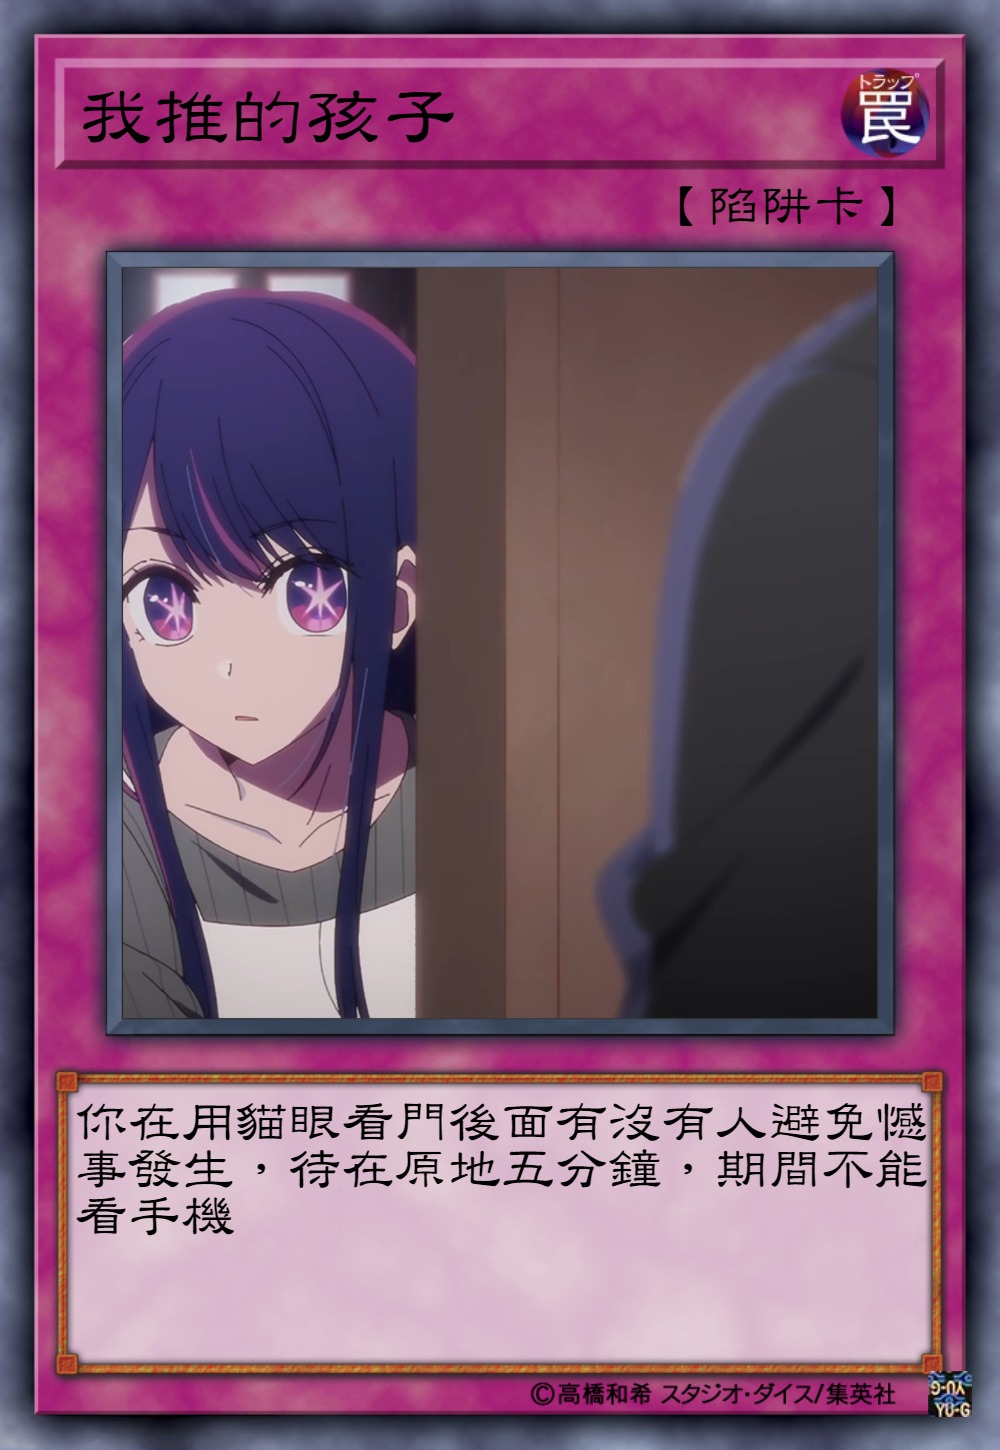 我推的孩子
トラップ
罠
【陷阱卡】
你在用貓眼看門後面有沒有人避免憾
事發生，待在原地五分鐘，期間不能
看手機
©高橋和希 スタジオ・ダイス/集英社
YU-G
YU-G